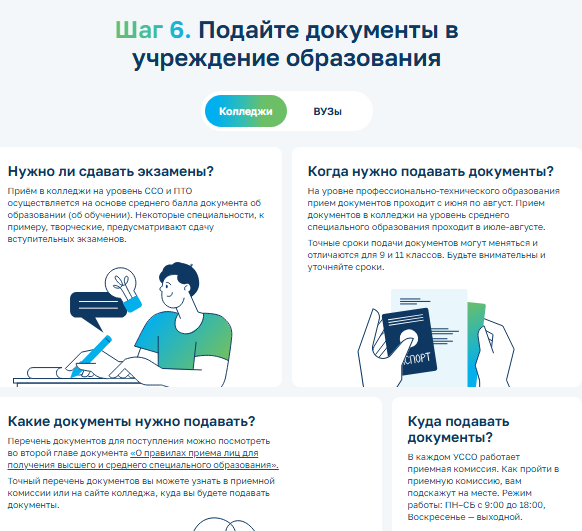 Шаг 6. Подайте документы в
учреждение образования
Колледжи
ВУЗы
Нужно ли сдавать экзамены?
Приём в колледжи на уровень ССО и ПТО
осуществляется на основе среднего балла документа об
образовании (об обучении). Некоторые специальности, к
примеру, творческие, предусматривают сдачу
вступительных экзаменов.
Когда нужно подавать документы?
На уровне профессионально-технического образования
прием документов проходит с июня по август. Прием
документов в колледжи на уровень среднего
специального образования проходит в июле-августе.
Точные сроки подачи документов могут меняться и
отличаются для 9 и 11 классов. Будьте внимательны и
уточняйте сроки.
СПОРТ
Какие документы нужно подавать?
Перечень документов для поступления можно посмотреть
во второй главе документа «О правилах приема лиц для
получения высшего и среднего специального образования».
Точный перечень документов вы можете узнать в приемной
комиссии или на сайте колледжа, куда вы будете подавать
документы.
Куда подавать
документы?
В каждом УССО работает
приемная комиссия. Как пройти в
приемную комиссию, вам
подскажут на месте. Режим
работы: ПН–СБ с 9:00 до 18:00,
Воскресенье – выходной.